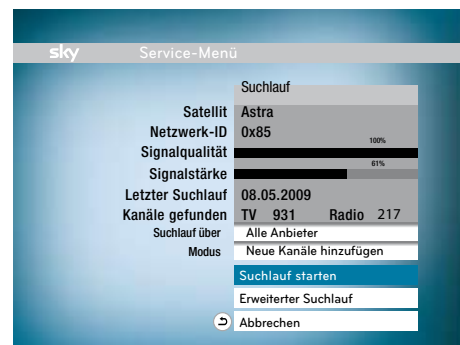 sky Service-Menü
Suchlauf
Satellit Astra
Netzwerk-ID 0x85
100%
Signalqualität
61%
Signalstärke
Letzter Suchlauf 08.05.2009
Kanäle gefunden TV 931 Radio 217
Suchlauf über Alle Anbieter
Modus Neue Kanäle hinzufügen
Suchlauf starten
Erweiterter Suchlauf
Abbrechen